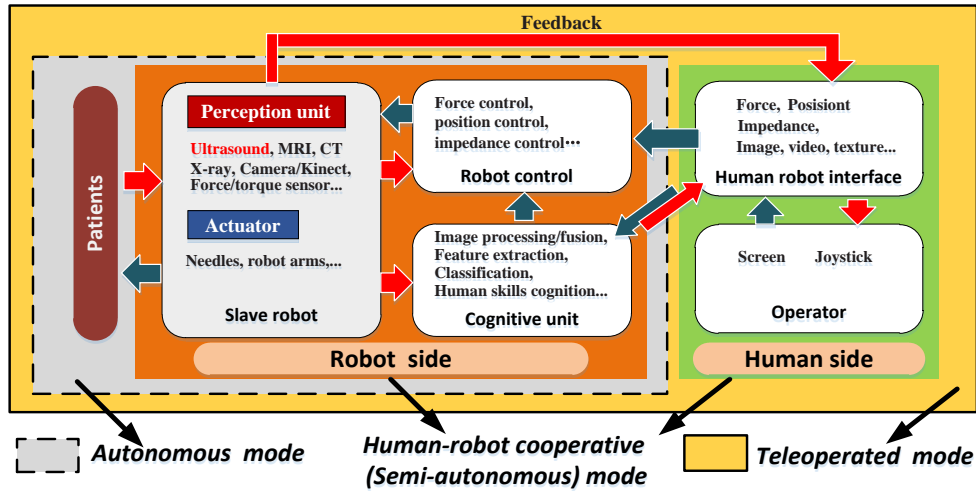 Feedback
Patients
Perception unit
Ultrasound, MRI, CT
X-ray, Camera/Kinect,
Force/torque sensor...
Actuator
Needles, robot arms,...
Slave robot
Force control,
position control,
impedance control···
Robot control
Image processing/fusion,
Feature extraction,
Classification,
Human skills cognition...
Cognitive unit
Robot side
Force, Posisiont
Impedance,
Image, video, texture...
Human robot interface
Screen Joystick
Operator
Human side
Autonomous mode
Human-robot cooperative
(Semi-autonomous) mode
Teleoperated mode